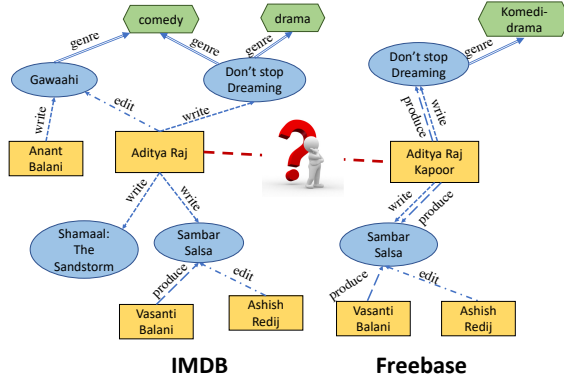 comedy
drama
Komedi-
drama
genre
genre
genre
genre
Gawaahi
Don't stop
Dreaming
Don't stop
Dreaming
write
edit
write
produce
write
Anant
Balani
Aditya Raj
?
Aditya Raj
Kapoor
write
write
write
produce
Shamaal:
The
Sandstorm
Sambar
Salsa
Sambar
Salsa
produce
edit
produce
edit
Vasanti
Balani
Ashish
Redij
Vasanti
Balani
Ashish
Redij
IMDB
Freebase